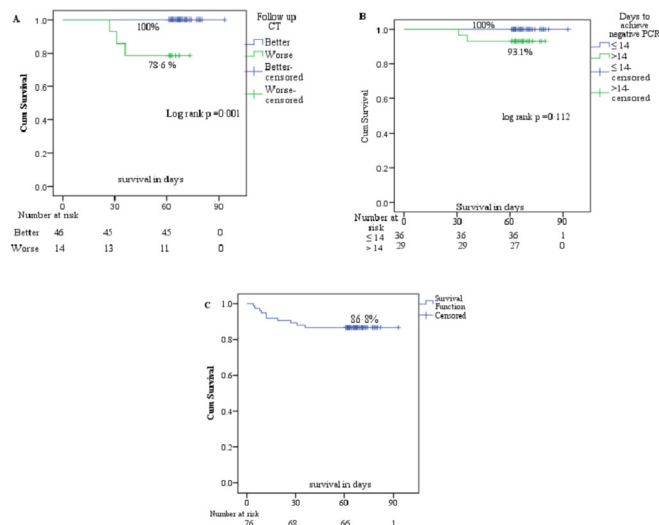 A.
Follow up
CT
Better
Worse
Better-
censored
Worse-
censored
Cum Survival
1.0
0.8
0.6
0.4
0.2
0.0
100%
78·6 %
Log rank p =0·001
survival in days
0 30 60 90
Number at risk
Better 46 45 45 0
Worse 14 13 11 0
B.
Days to
achieve
negative PCR
≤ 14
>14
≤ 14-
censored
>14-
censored
Cum Survival
1.0
0.8
0.6
0.4
0.2
0.0
100%
93.1%
log rank p =0·112
Survival in days
0 30 60 90
Number at
risk
≤ 14 36 36 36 1
> 14 29 29 27 0
C
Survival
Function
Censored
Cum Survival
1.0
0.8
0.6
0.4
0.2
0.0
86·8%
survival in days
0 30 60 90
Number at risk
76 68 66 1